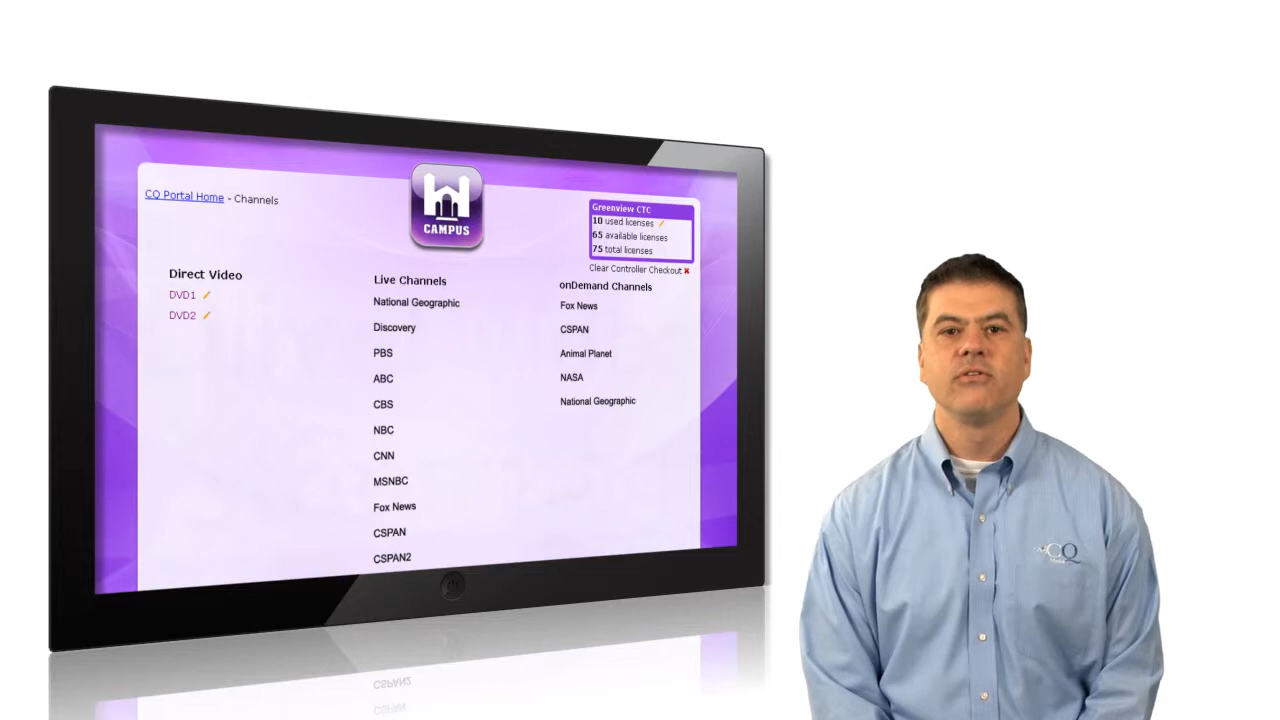 CQ Portal Home - Channels
CAMPUS
Greenview CTC
10 used licenses
65 available licenses
75 total licenses
Clear Controller Checkout
Direct Video
DVD1
DVD2
Live Channels
National Geographic
Discovery
PBS
ABC
CBS
NBC
CNN
MSNBC
Fox News
CSPAN
CSPAN2
onDemand Channels
Fox News
CSPAN
Animal Planet
NASA
National Geographic
CQ
CSPAN2
CSPAN